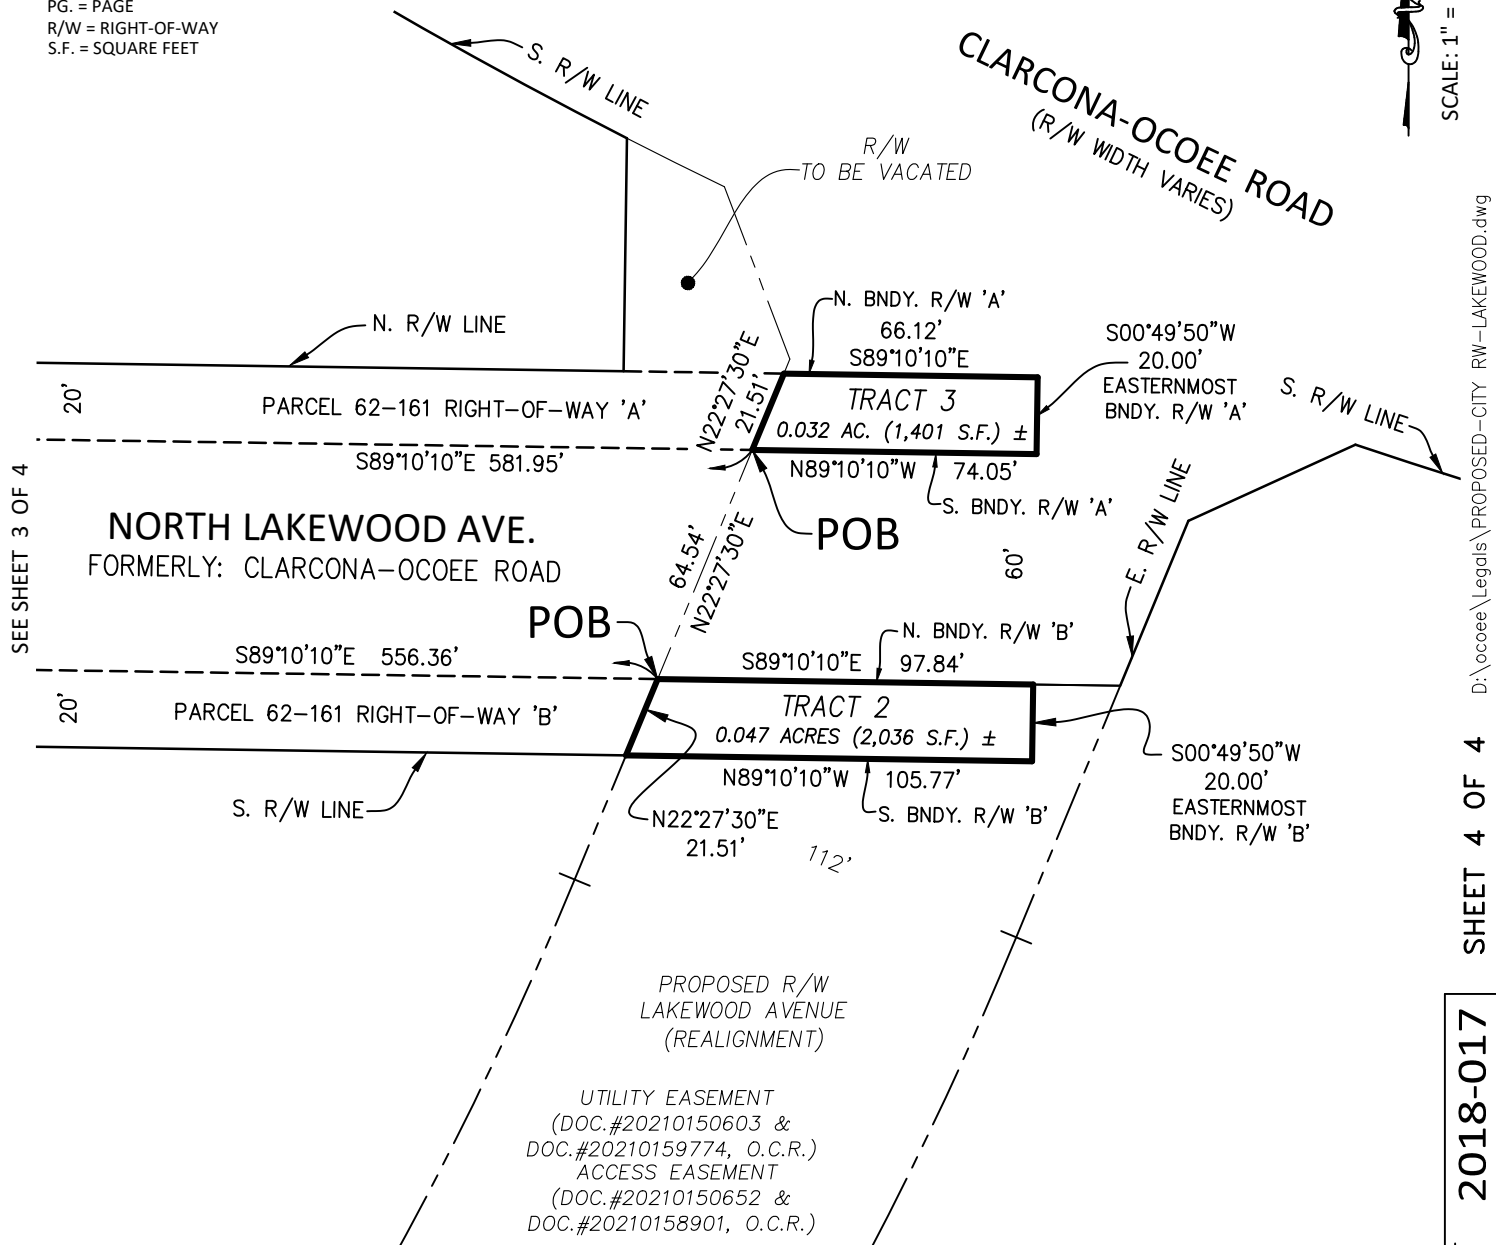 PG. = PAGE
R/W = RIGHT-OF-WAY
S.F. = SQUARE FEET
S. R/W LINE
CLARCONA-OCOEE ROAD
(R/W WIDTH VARIES)
SCALE: 1" =
R/W
TO BE VACATED
N. R/W LINE
N. BNDY. R/W 'A'
66.12'
S89°10'10"E
S00°49'50"W
20.00'
EASTERNMOST
BNDY. R/W 'A'
S. R/W LINE
20'
PARCEL 62-161 RIGHT-OF-WAY 'A'
N22°27'30"E
21.51'
TRACT 3
0.032 AC. (1,401 S.F.) ±
S89°10'10"E 581.95'
N89°10'10"W 74.05'
S. BNDY. R/W 'A'
POB
SEE SHEET 3 OF 4
NORTH LAKEWOOD AVE.
FORMERLY: CLARCONA-OCOEE ROAD
64.54'
N22°27'30"E
60'
E. R/W LINE
POB
N. BNDY. R/W 'B'
S89°10'10"E 556.36'
S89°10'10"E 97.84'
20'
PARCEL 62-161 RIGHT-OF-WAY 'B'
TRACT 2
0.047 ACRES (2,036 S.F.) ±
N89°10'10"W 105.77'
S. R/W LINE
N22°27'30"E
21.51'
S. BNDY. R/W 'B'
S00°49'50"W
20.00'
EASTERNMOST
BNDY. R/W 'B'
112'
PROPOSED R/W
LAKEWOOD AVENUE
(REALIGNMENT)
UTILITY EASEMENT
(DOC.#20210150603 &
DOC.#20210159774, O.C.R.)
ACCESS EASEMENT
(DOC.#20210150652 &
DOC.#20210158901, O.C.R.)
D:\ocoee\Legals\PROPOSED-CITY RW-LAKEWOOD.dwg
SHEET 4 OF 4
2018-017